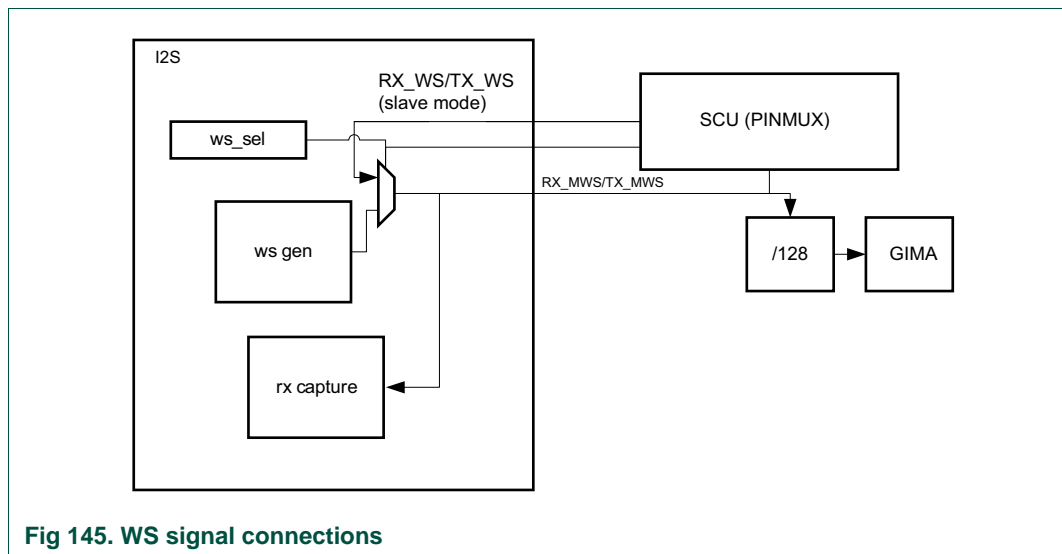 I2S
RX_WS/TX_WS
(slave mode)
SCU (PINMUX)
ws_sel
RX_MWS/TX_MWS
ws gen
/128
GIMA
rx capture
Fig 145. WS signal connections